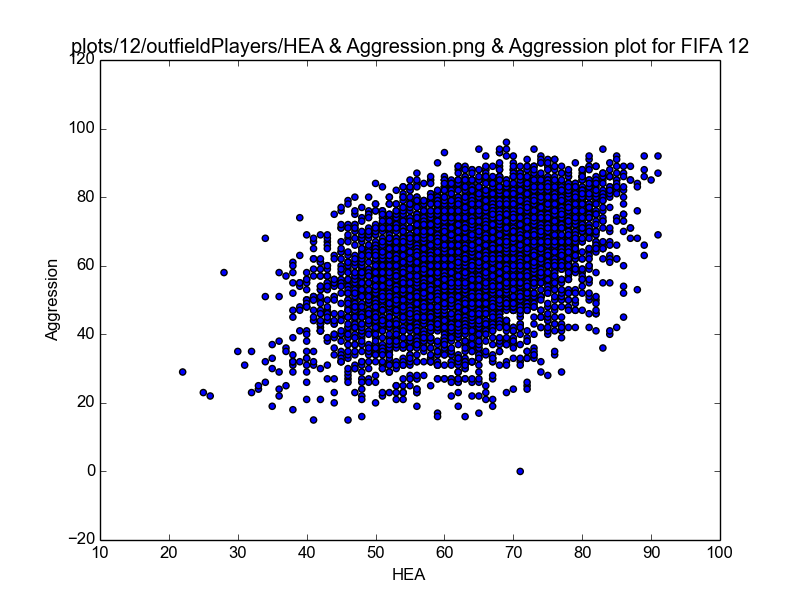 plots/12/outfieldPlayers/HEA & Aggression.png & Aggression plot for FIFA 12
120
100
80
60
40
20
0
−20
Aggression
10 20 30 40 50 60 70 80 90 100
HEA